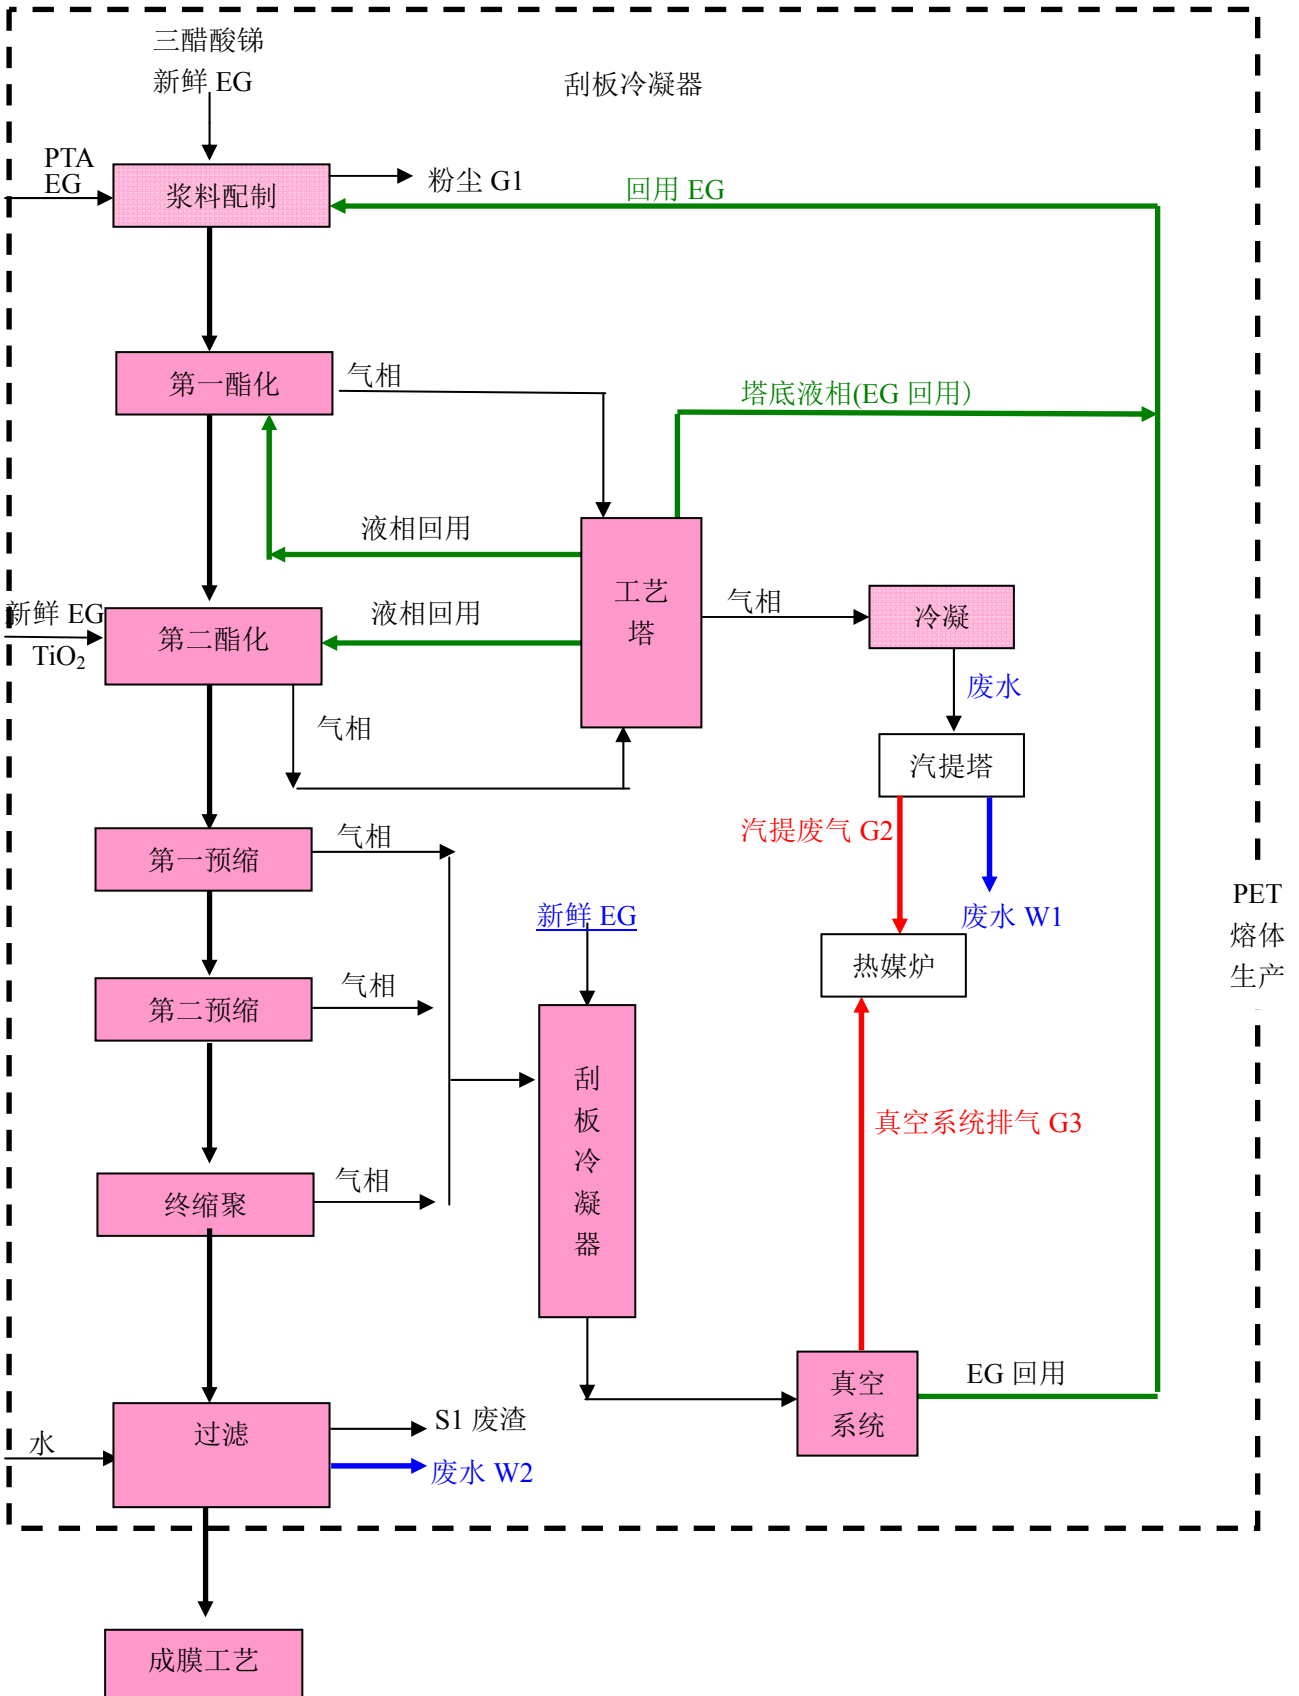 三醋酸锑
新鲜 EG
刮板冷凝器
PTA
EG
浆料配制
粉尘 G1
回用 EG
第一酯化
气相
塔底液相(EG 回用）
液相回用
工艺
塔
气相
冷凝
新鲜 EG
TiO₂
第二酯化
液相回用
废水
气相
汽提塔
汽提废气 G2
废水 W1
第一预缩
气相
新鲜 EG
热媒炉
PET
熔体
生产
第二预缩
气相
刮
板
冷
凝
器
真空系统排气 G3
终缩聚
气相
真空
系统
EG 回用
水
过滤
S1 废渣
废水 W2
成膜工艺